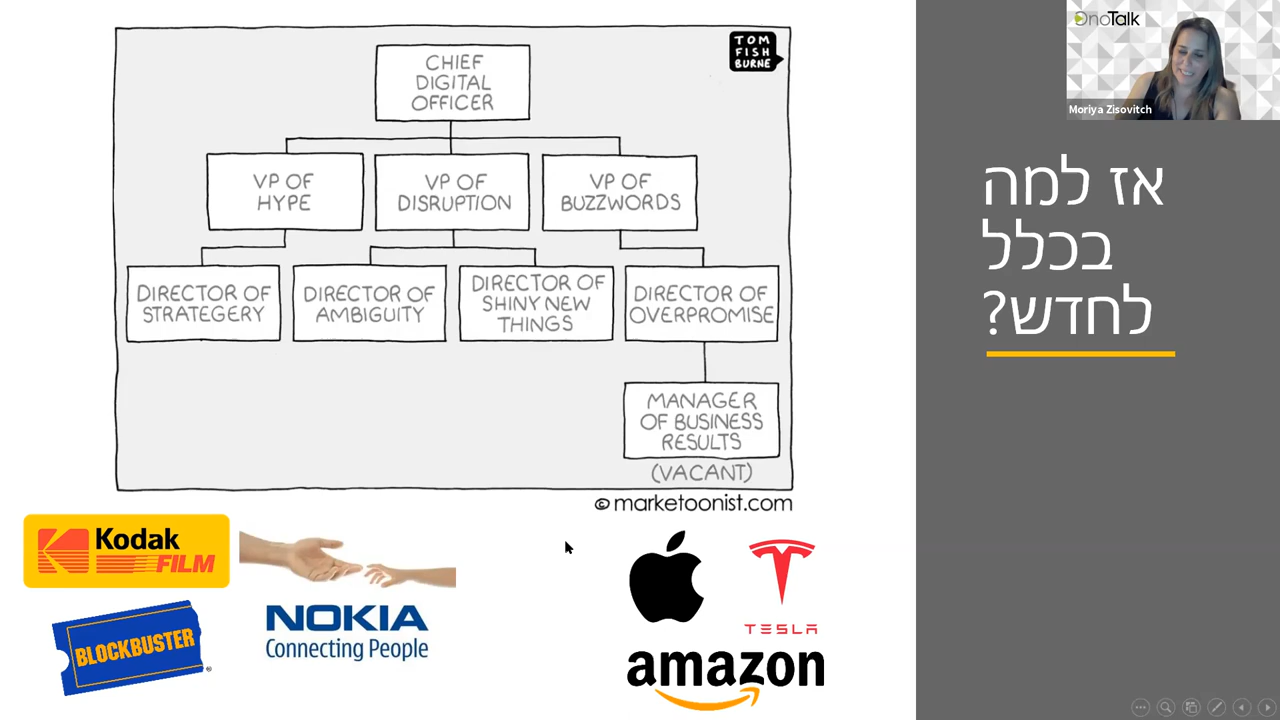 CHIEF
DIGITAL
OFFICER
TOM
FISH
BURNE
VP OF
HYPE
VP OF
DISRUPTION
VP OF
BUZZWORDS
DIRECTOR OF
STRATEGERY
DIRECTOR OF
AMBIGUITY
DIRECTOR OF
SHINY NEW
THINGS
DIRECTOR OF
OVERPROMISE
MANAGER
OF BUSINESS
RESULTS
(VACANT)
© marketoonist.com
Kodak
FILM
BLOCKBUSTER®
NOKIA
Connecting People
TESLA
amazon
OnoTalk
Moriya Zisovitch
אז למה
בכלל
לחדש?